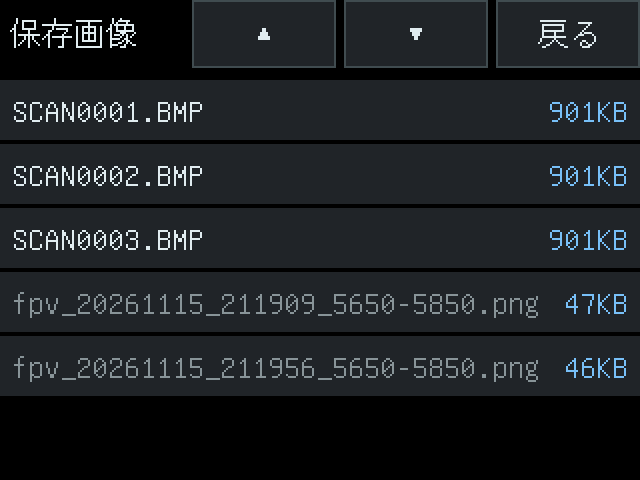 保存画像 ▲ ▼ 戻る
SCAN0001.BMP 901KB
SCAN0002.BMP 901KB
SCAN0003.BMP 901KB
fpv_20261115_211909_5650-5850.png 47KB
fpv_20261115_211956_5650-5850.png 46KB